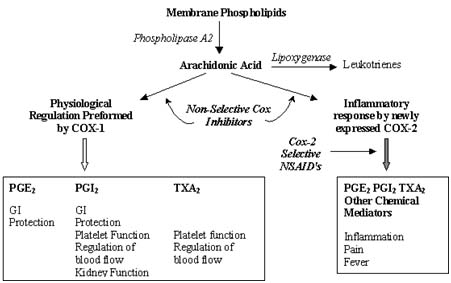 Membrane Phospholipids
Phospholipase A2
Arachidonic Acid
Lipoxygenase
Leukotrienes
Physiological
Regulation Preformed
by COX-1
Non-Selective Cox
Inhibitors
Inflammatory
response by newly
expressed COX-2
Cox-2
Selective
NSAID's
PGE2 PGI2 TXA2
GI
Protection
GI
Protection
Platelet Function
Regulation of
blood flow
Kidney Function
Platelet function
Regulation of
blood flow
PGE2 PGI2 TXA2
Other Chemical
Mediators
Inflammation
Pain
Fever